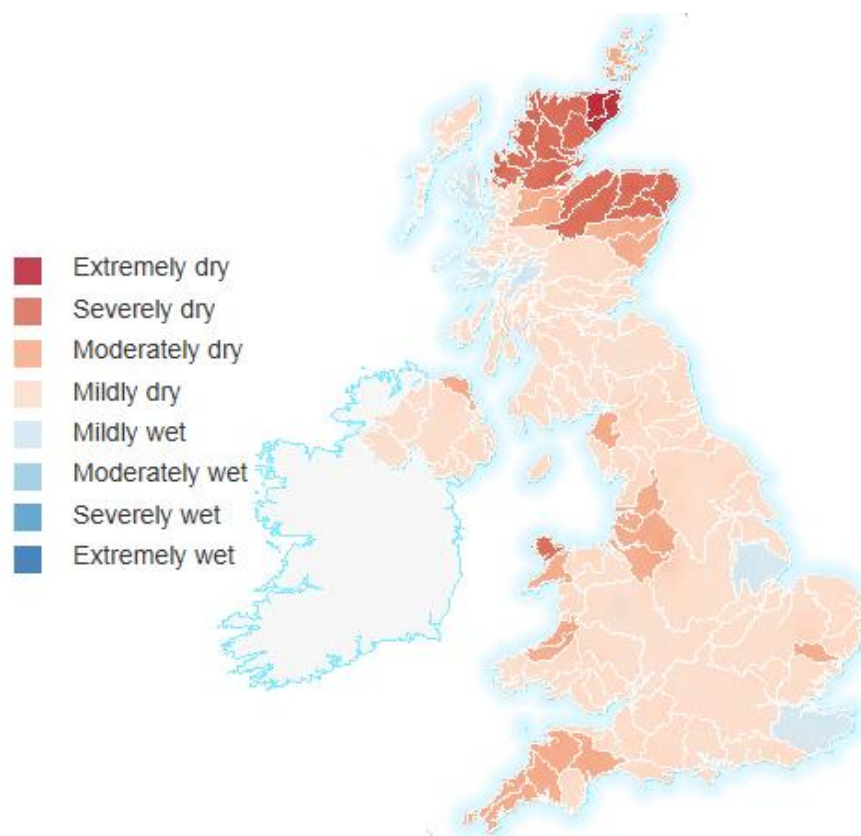 Extremely dry
Severely dry
Moderately dry
Mildly dry
Mildly wet
Moderately wet
Severely wet
Extremely wet